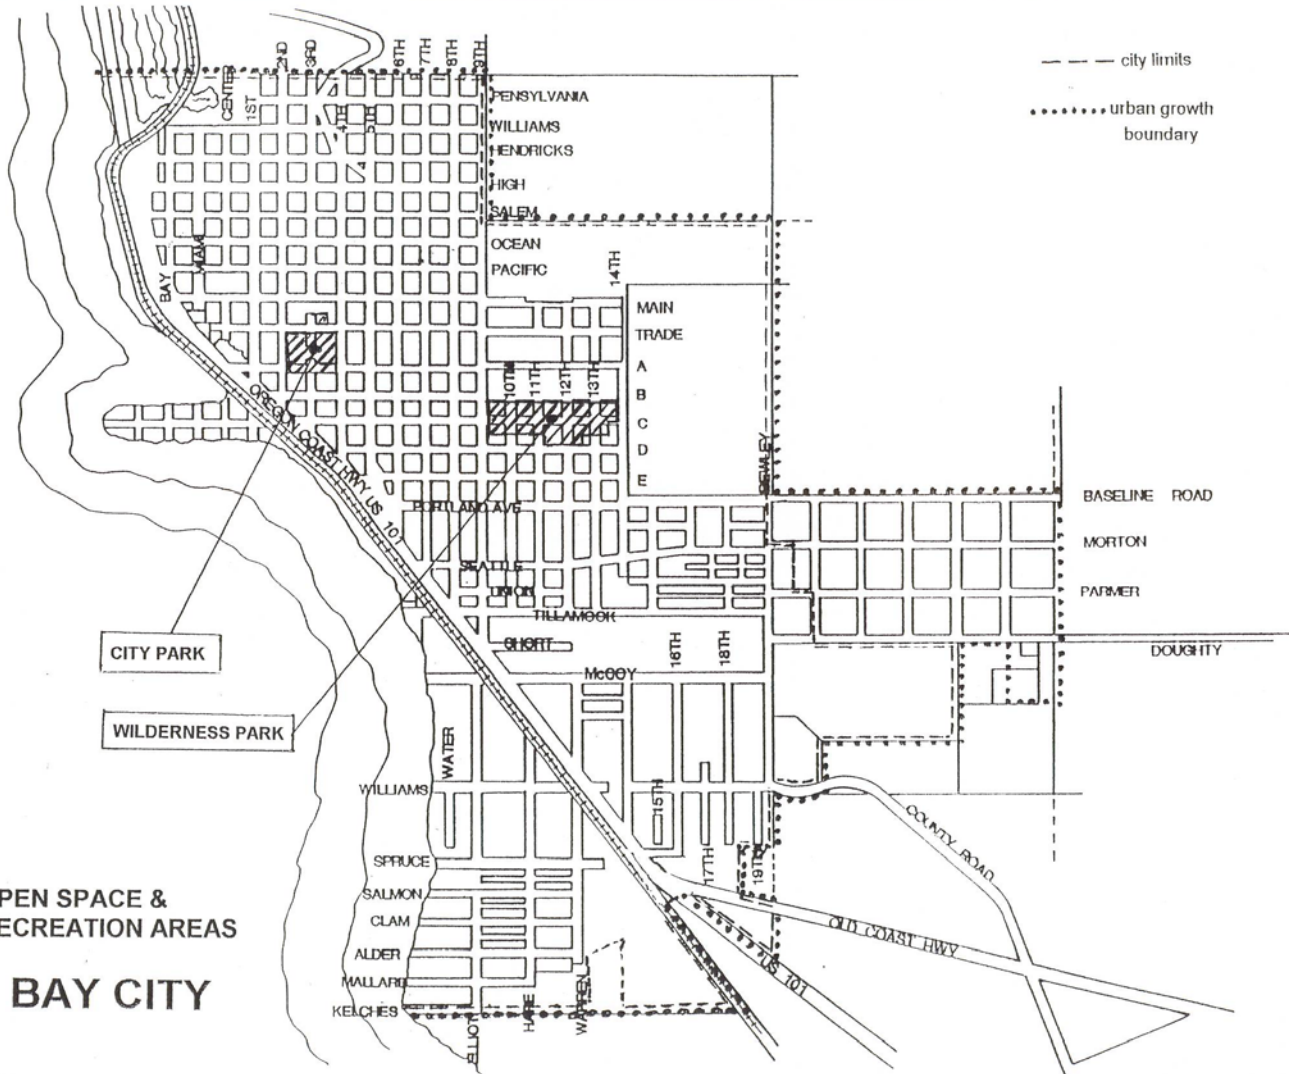 2ND
3RD
6TH
7TH
8TH
9TH
CENTER
1ST
4TH
5TH
city limits
urban growth
boundary
PENSYLVANIA
WILLIAMS
HENDRICKS
HIGH
SALEM
OCEAN
PACIFIC
14TH
MIAMI
BAY
MAIN
TRADE
A
B
C
D
E
10TH
11TH
12TH
13TH
OREGON COAST HWY US 101
BEWLEY
BASELINE ROAD
MORTON
PARMER
DOUGHTY
PORTLAND AVE
SEATTLE
UNION
TILLAMOOK
SHORT
McCOY
16TH
18TH
CITY PARK
WILDERNESS PARK
WATER
WILLIAMS
15TH
17TH
19TH
COUNTY ROAD
OLD COAST HWY
US 101
SPRUCE
SALMON
CLAM
ALDER
MALLARD
KELCHES
ELLIOT
HARE
WARREN
PEN SPACE &
ECREATION AREAS
BAY CITY